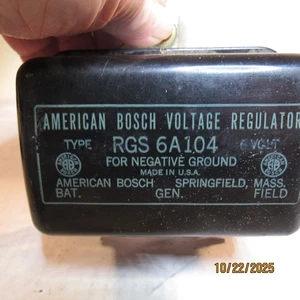 AMERICAN BOSCH VOLTAGE REGULATOR
TYPE RGS 6A104 6 VOLT
FOR NEGATIVE GROUND
MADE IN U.S.A.
AMERICAN BOSCH SPRINGFIELD, MASS.
BAT. GEN. FIELD
10/22/2025